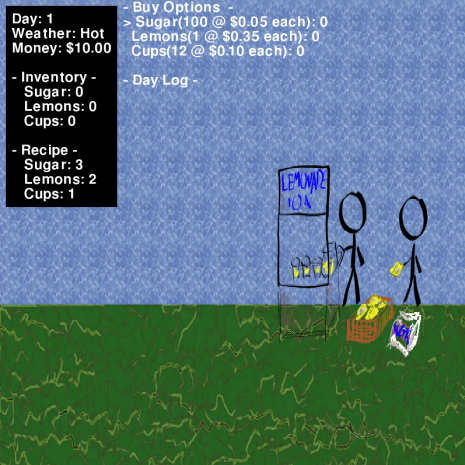 Day: 1
Weather: Hot
Money: $10.00
- Inventory -
Sugar: 0
Lemons: 0
Cups: 0
- Recipe -
Sugar: 3
Lemons: 2
Cups: 1
- Buy Options -
> Sugar(100 @ $0.05 each): 0
Lemons(1 @ $0.35 each): 0
Cups(12 @ $0.10 each): 0
- Day Log -
LEMONADE
10¢